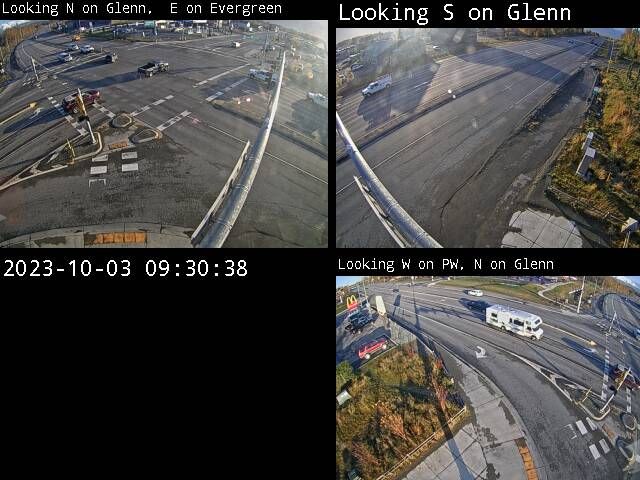 Looking N on Glenn,  E on Evergreen
Looking S on Glenn
2023-10-03 09:30:38
Looking W on PW, N on Glenn